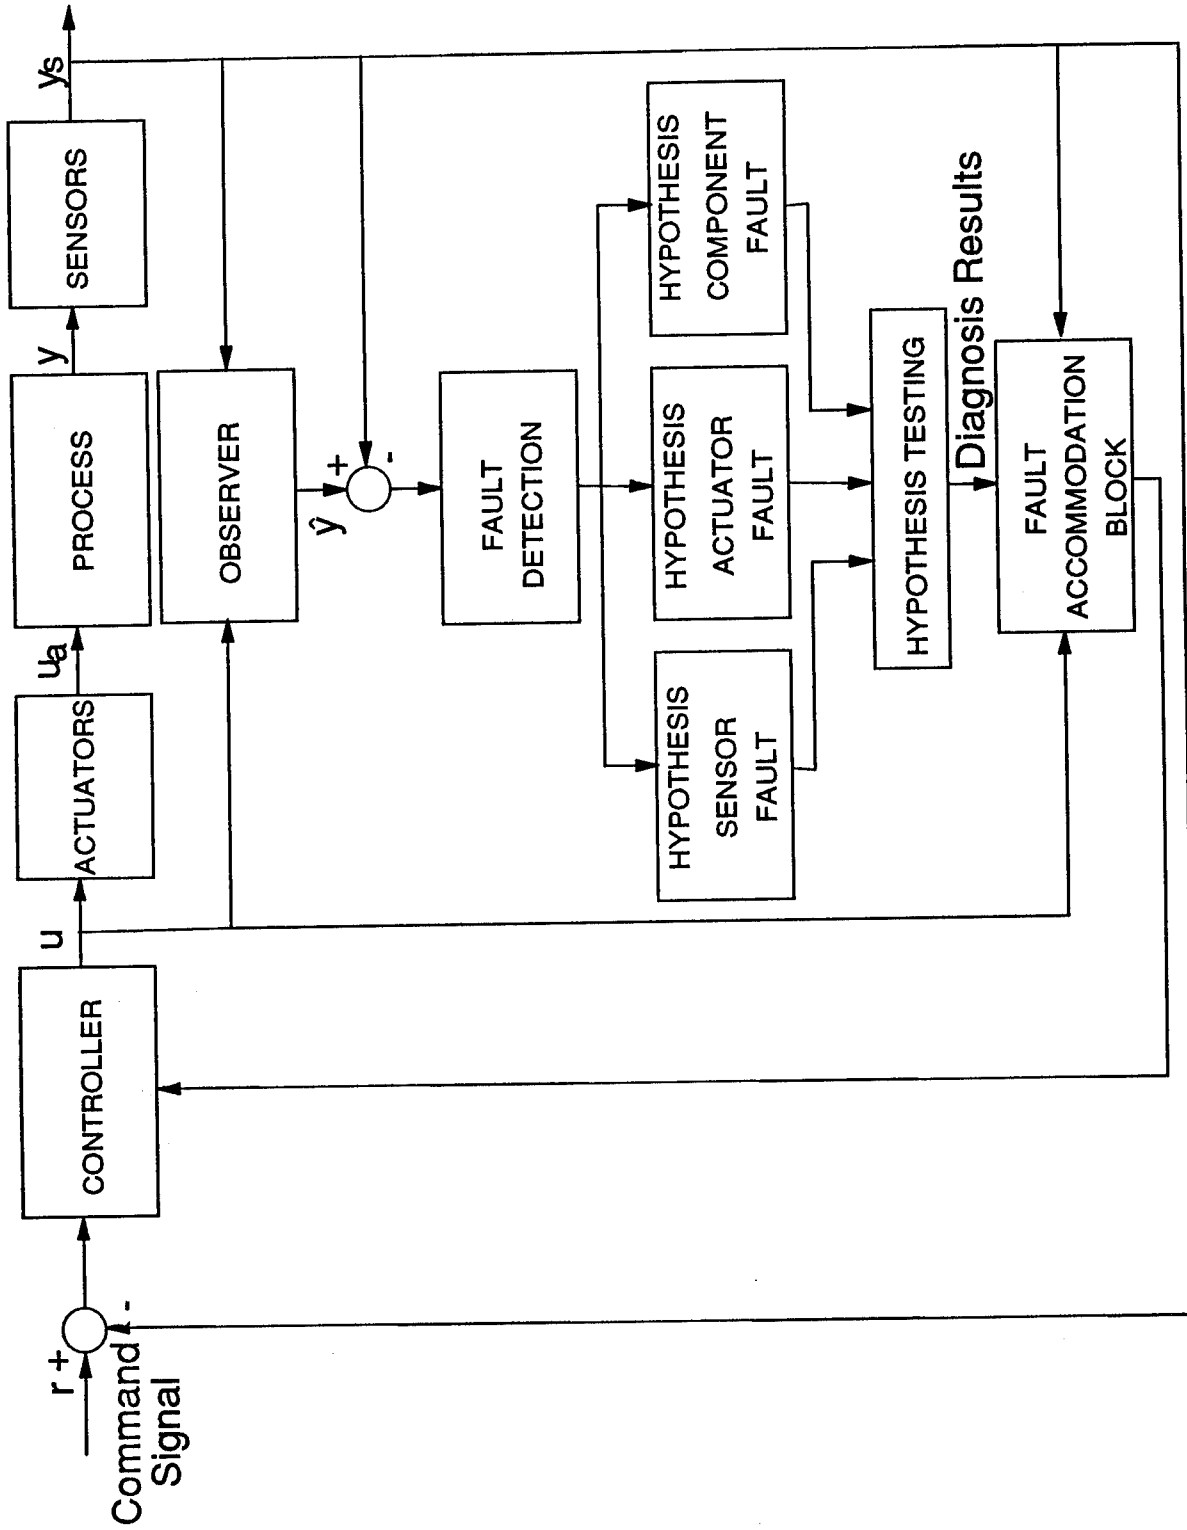 r
+
-
Command
Signal
CONTROLLER
u
ACTUATORS
ua
PROCESS
y
SENSORS
ys
OBSERVER
ŷ
+
-
FAULT
DETECTION
HYPOTHESIS
SENSOR
FAULT
HYPOTHESIS
ACTUATOR
FAULT
HYPOTHESIS
COMPONENT
FAULT
HYPOTHESIS TESTING
Diagnosis Results
FAULT
ACCOMMODATION
BLOCK